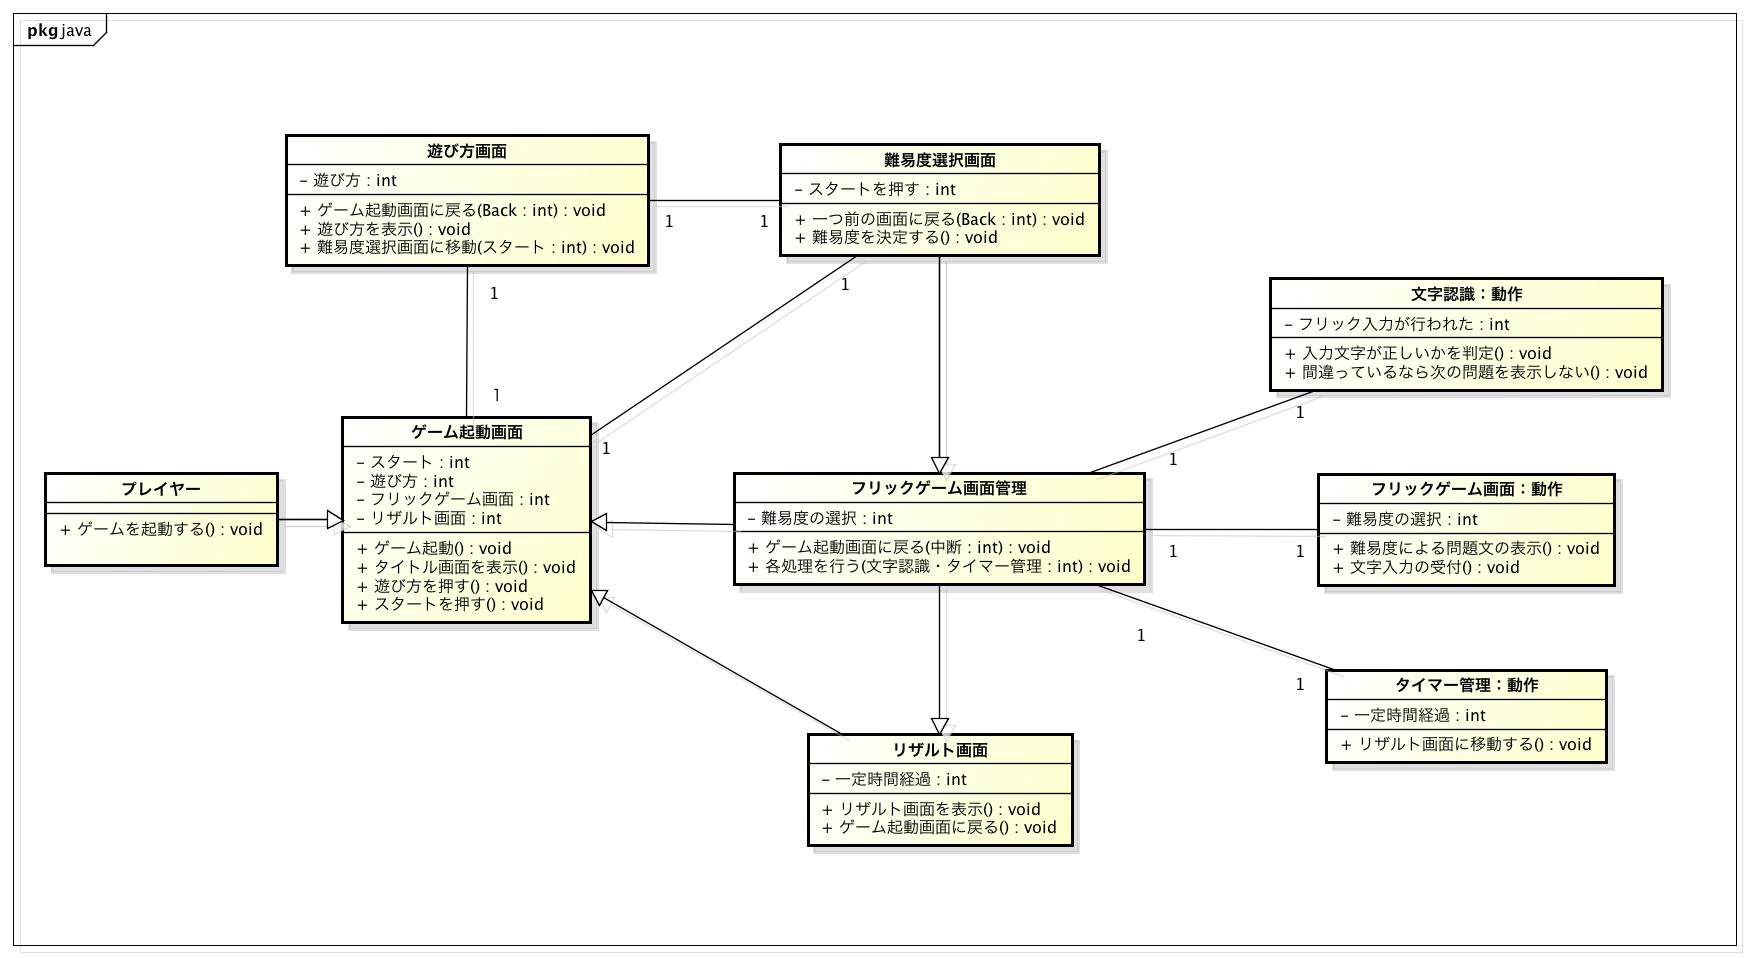 pkg java
遊び方画面
− 遊び方 : int
+ ゲーム起動画面に戻る(Back : int) : void
+ 遊び方を表示() : void
+ 難易度選択画面に移動(スタート : int) : void
難易度選択画面
− スタートを押す : int
+ 一つ前の画面に戻る(Back : int) : void
+ 難易度を決定する() : void
1
1
1
1
1
1
文字認識：動作
− フリック入力が行われた : int
+ 入力文字が正しいかを判定() : void
+ 間違っているなら次の問題を表示しない() : void
1
1
プレイヤー
+ ゲームを起動する() : void
ゲーム起動画面
− スタート : int
− 遊び方 : int
− フリックゲーム画面 : int
− リザルト画面 : int
+ ゲーム起動() : void
+ タイトル画面を表示() : void
+ 遊び方を押す() : void
+ スタートを押す() : void
フリックゲーム画面管理
− 難易度の選択 : int
+ ゲーム起動画面に戻る(中断 : int) : void
+ 各処理を行う(文字認識・タイマー管理 : int) : void
1
1
フリックゲーム画面：動作
− 難易度の選択 : int
+ 難易度による問題文の表示() : void
+ 文字入力の受付() : void
1
1
タイマー管理：動作
− 一定時間経過 : int
+ リザルト画面に移動する() : void
リザルト画面
− 一定時間経過 : int
+ リザルト画面を表示() : void
+ ゲーム起動画面に戻る() : void